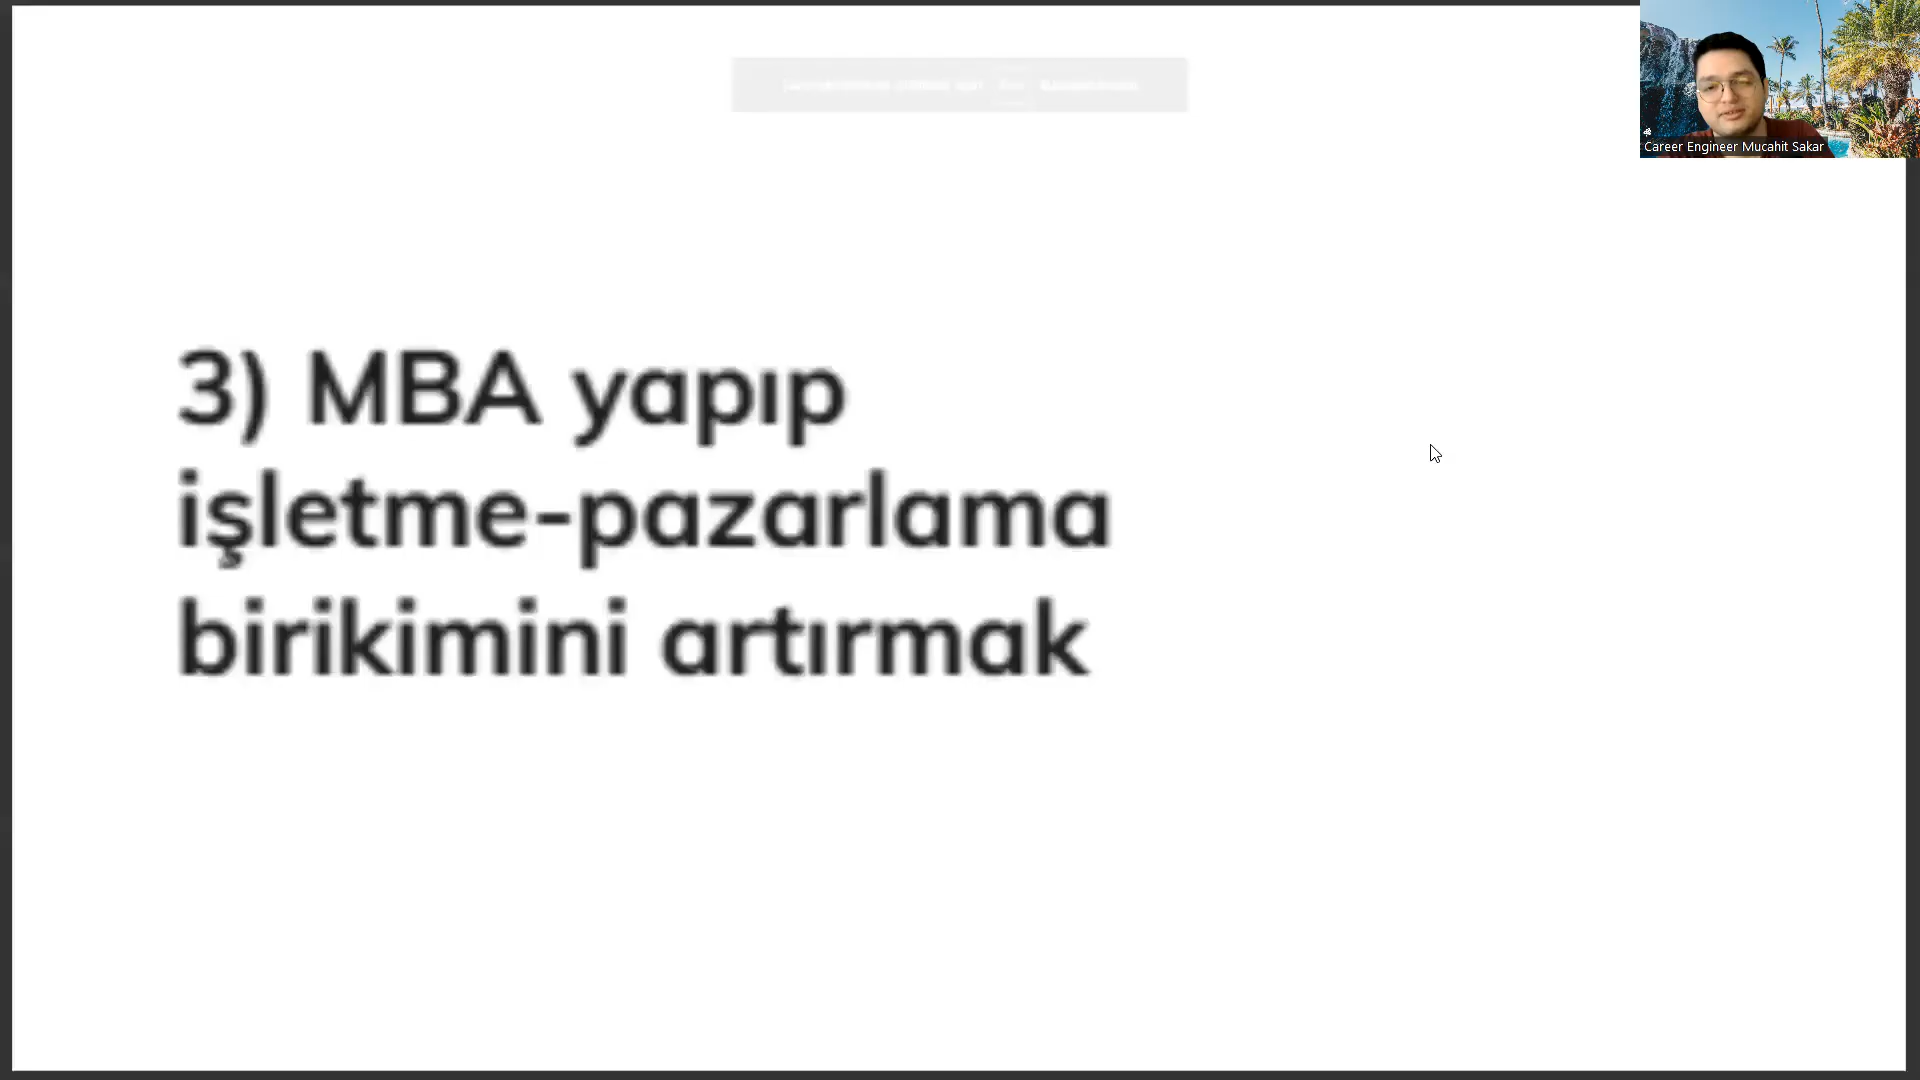 Career Engineer Mucahit Sakar
3) MBA yapıp
işletme-pazarlama
birikimini artırmak